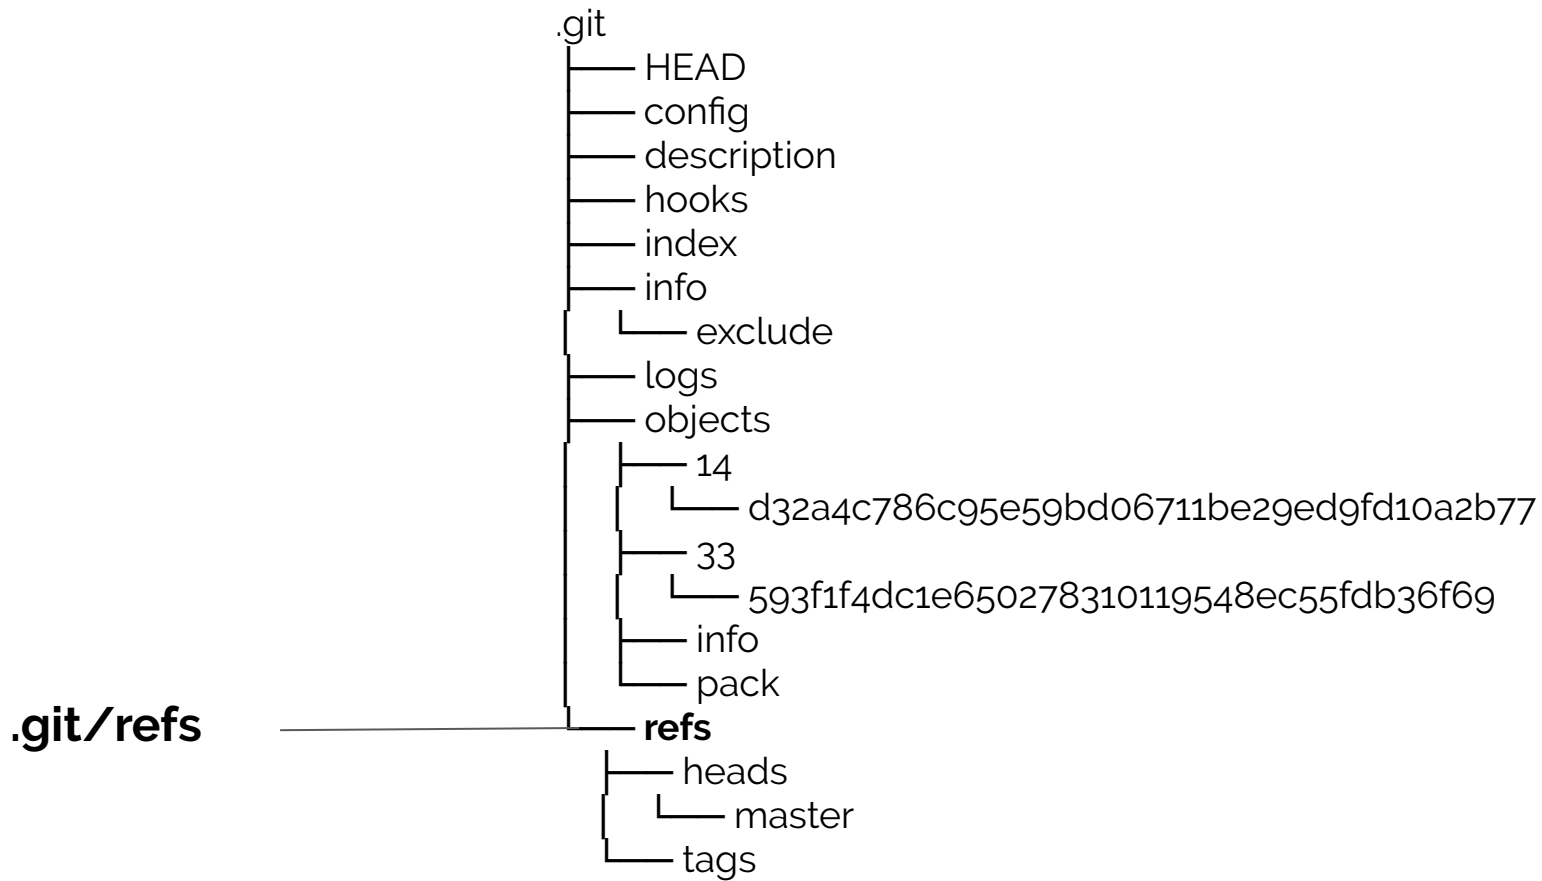 .git
HEAD
config
description
hooks
index
info
exclude
logs
objects
14
d32a4c786c95e59bd06711be29ed9fd10a2b77
33
593f1f4dc1e650278310119548ec55fdb36f69
info
pack
.git/refs
refs
heads
master
tags